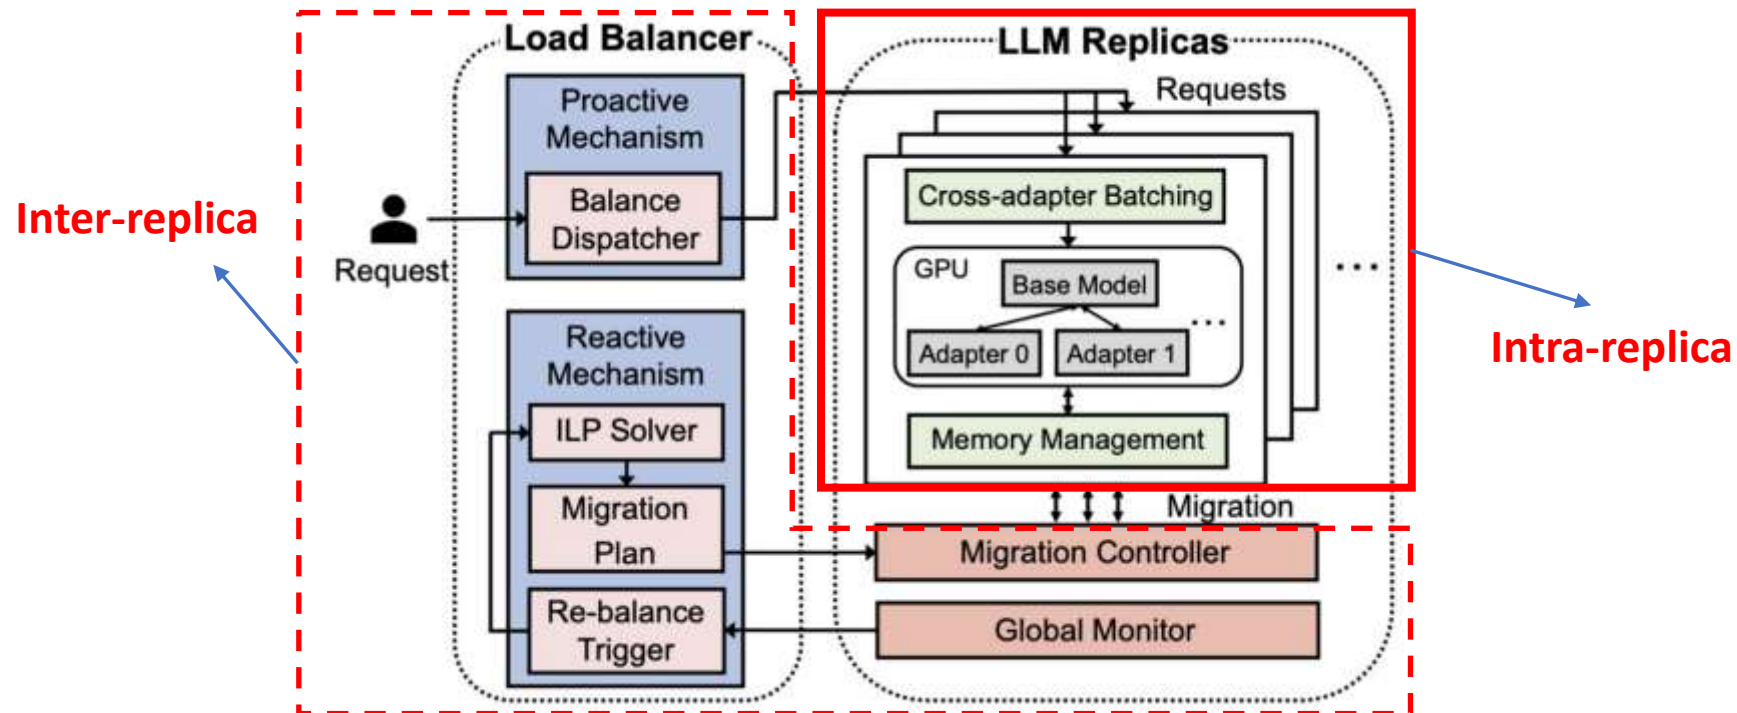 Load Balancer
LLM Replicas
Proactive
Mechanism
Balance
Dispatcher
Request
Inter-replica
Reactive
Mechanism
ILP Solver
Migration
Plan
Re-balance
Trigger
Requests
Cross-adapter Batching
GPU
Base Model
...
Adapter 0
Adapter 1
Memory Management
...
Migration
Migration Controller
Global Monitor
Intra-replica